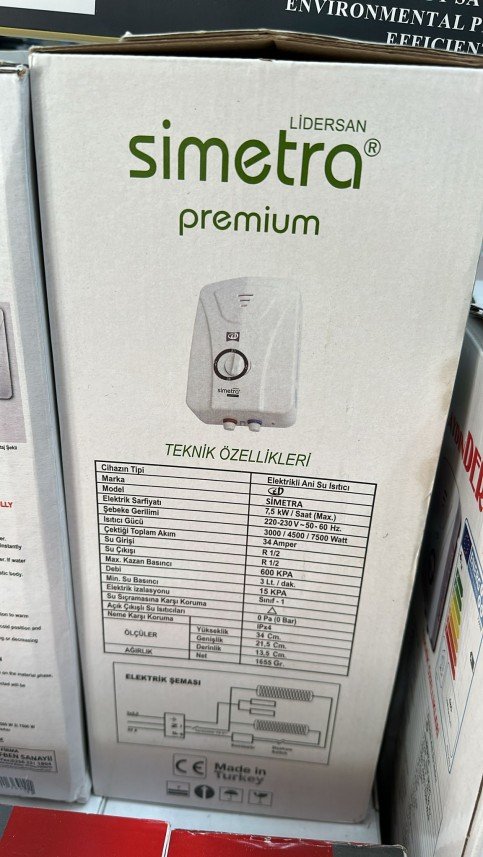 ENVIRONMENTAL P
EFFICIEN
LİDERSAN
simetra®
premium
simetra
TEKNİK ÖZELLİKLERİ
Cihazın Tipi Elektrikli Ani Su Isıtıcı
Marka
Model SİMETRA
Elektrik Sarfiyatı 7,5 kW / Saat (Max.)
Şebeke Gerilimi 220-230 V ~ 50- 60 Hz.
Isıtıcı Gücü 3000 / 4500 / 7500 Watt
Çektiği Toplam Akım 34 Amper
Su Girişi R 1/2
Su Çıkışı R 1/2
Max. Kazan Basıncı 600 KPA
Debi 3 Lt. / dak.
Min. Su Basıncı 15 KPA
Elektrik izalasyonu Sınıf - 1
Su Sıçramasına Karşı Koruma
Açık Çıkışlı Su Isıtıcıları 0 Pa (0 Bar)
Neme Karşı Koruma IPx4
ÖLÇÜLER Yükseklik 34 Cm.
Genişlik 21,5 Cm.
Derinlik 13,5 Cm.
AĞIRLIK Net 1655 Gr.
ELEKTRİK ŞEMASI
CE Made in
Turkey